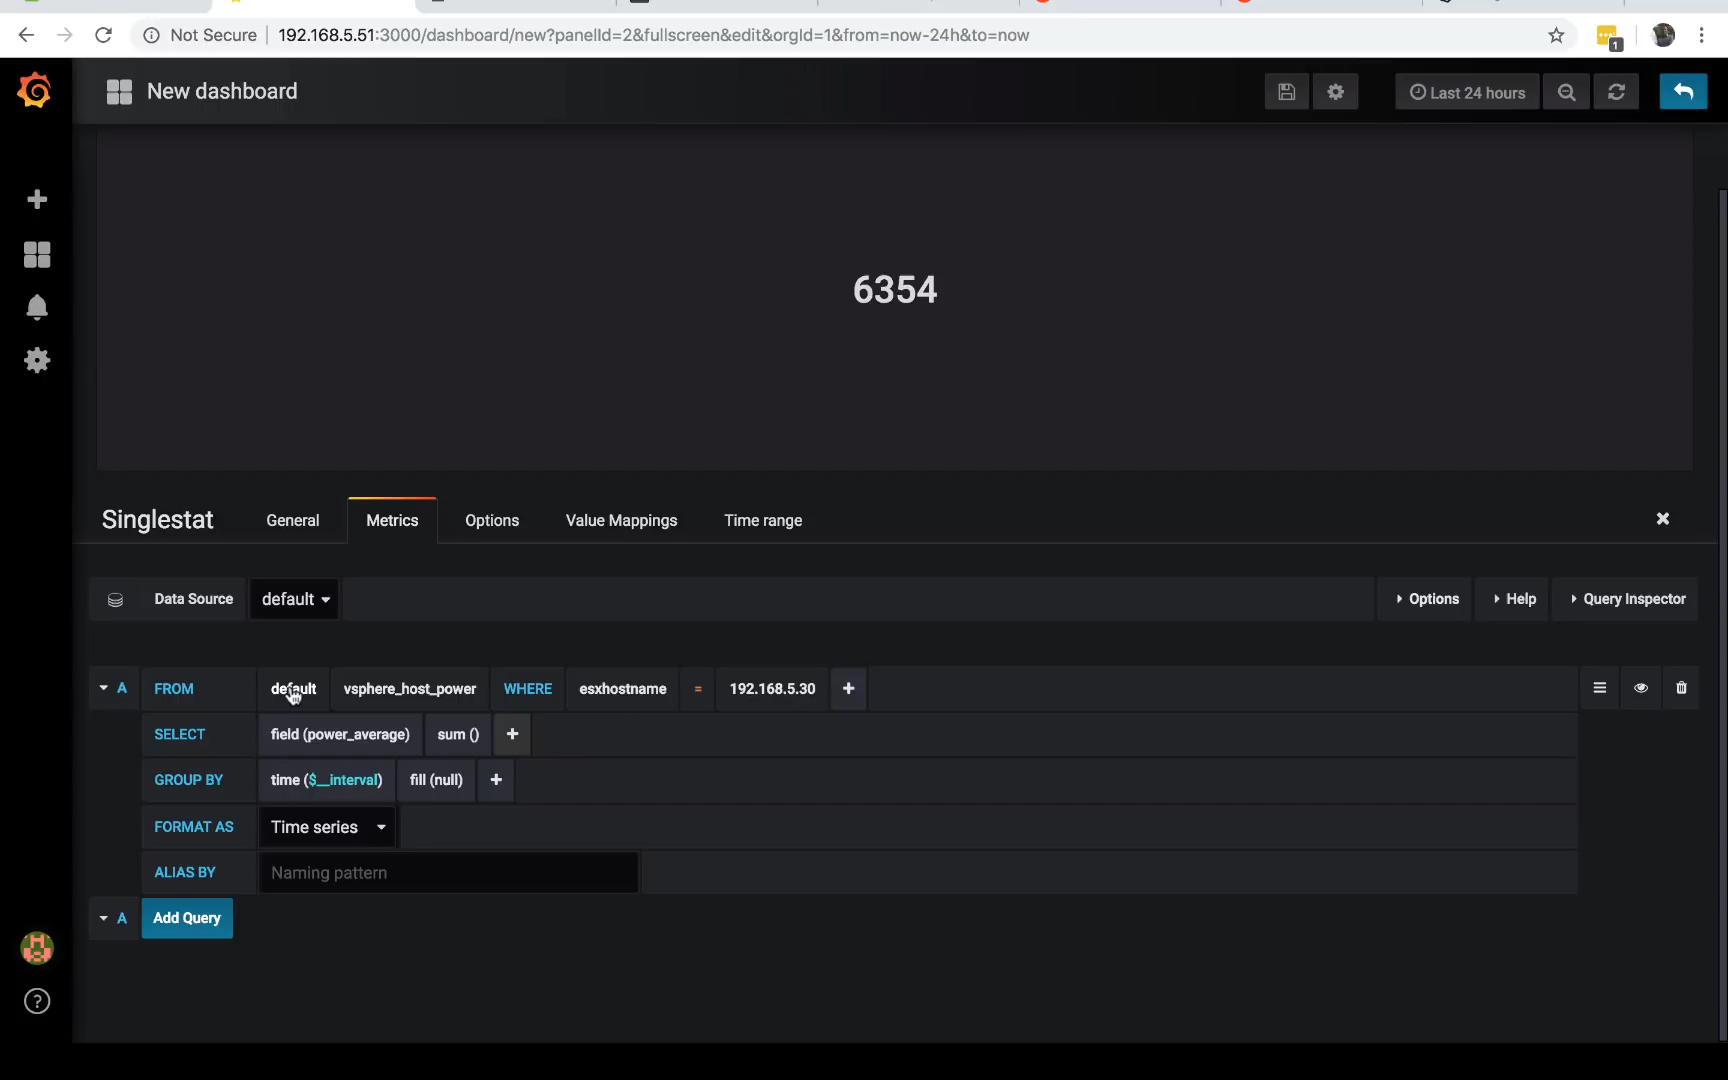 Not Secure 192.168.5.51:3000/dashboard/new?panelId=2&fullscreen&edit&orgId=1&from=now-24h&to=now
1
New dashboard
Last 24 hours
6354
Singlestat General Metrics Options Value Mappings Time range
Data Source default Options Help Query Inspector
A FROM default vsphere_host_power WHERE esxhostname = 192.168.5.30 +
SELECT field (power_average) sum () +
GROUP BY time ($__interval) fill (null) +
FORMAT AS Time series
ALIAS BY Naming pattern
A Add Query